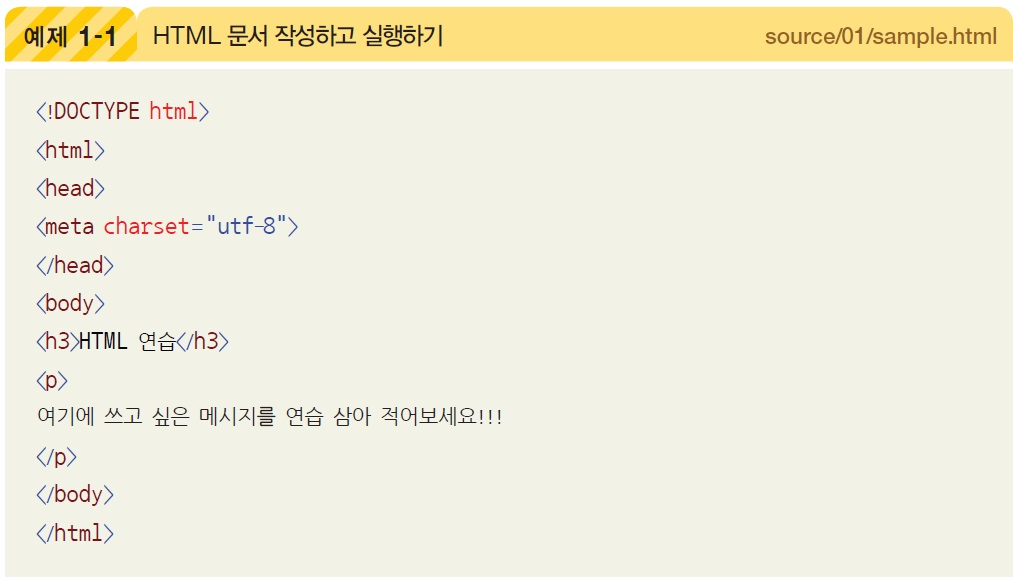 예제 1-1 HTML 문서 작성하고 실행하기 source/01/sample.html
<!DOCTYPE html>
<html>
<head>
<meta charset="utf-8">
</head>
<body>
<h3>HTML 연습</h3>
<p>
여기에 쓰고 싶은 메시지를 연습 삼아 적어보세요!!!
</p>
</body>
</html>